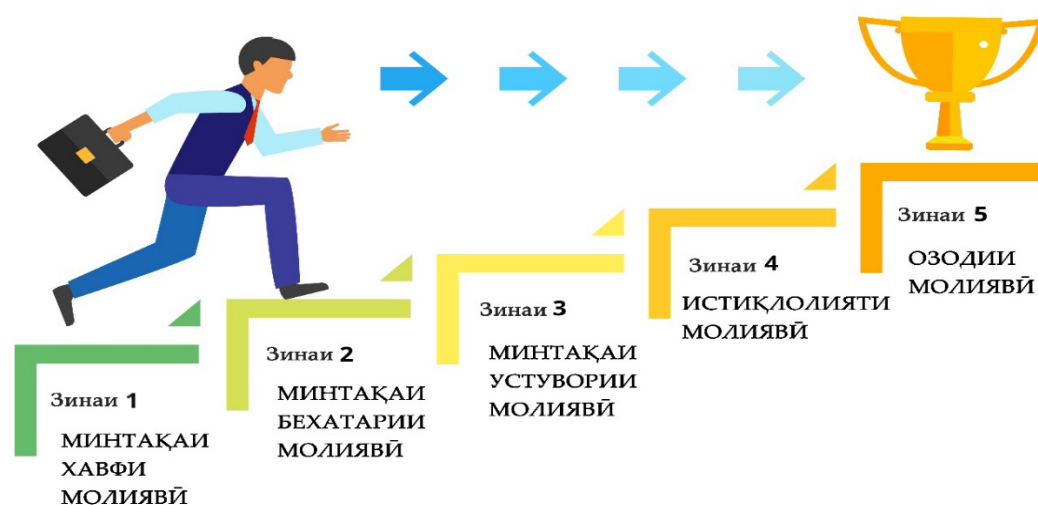 Зинаи 1
МИНТАҚАИ
ХАВФИ
МОЛИЯВӢ
Зинаи 2
МИНТАҚАИ
БЕХАТАРИИ
МОЛИЯВӢ
Зинаи 3
МИНТАҚАИ
УСТУВОРИИ
МОЛИЯВӢ
Зинаи 4
ИСТИҚЛОЛИЯТИ
МОЛИЯВӢ
Зинаи 5
ОЗОДИИ
МОЛИЯВӢ